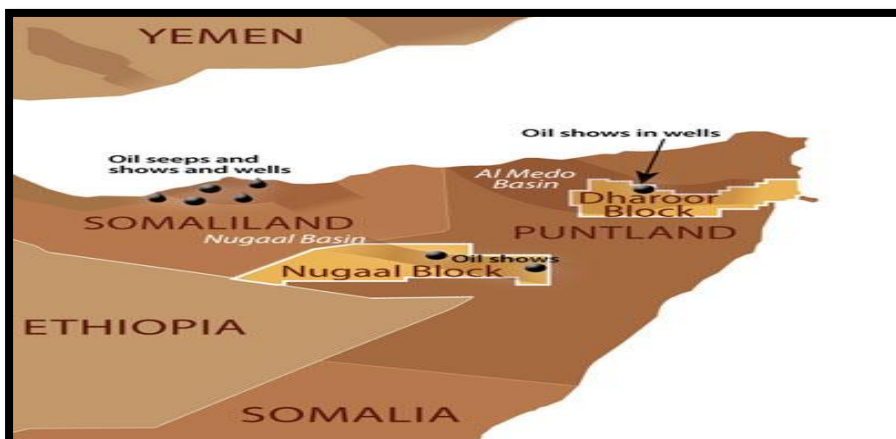 YEMEN
Oil shows in wells
Oil seeps and
shows and wells
Al Medo
Basin
Dharoor
Block
SOMALILAND
PUNTLAND
Nugaal Basin
Oil shows
Nugaal Block
ETHIOPIA
SOMALIA